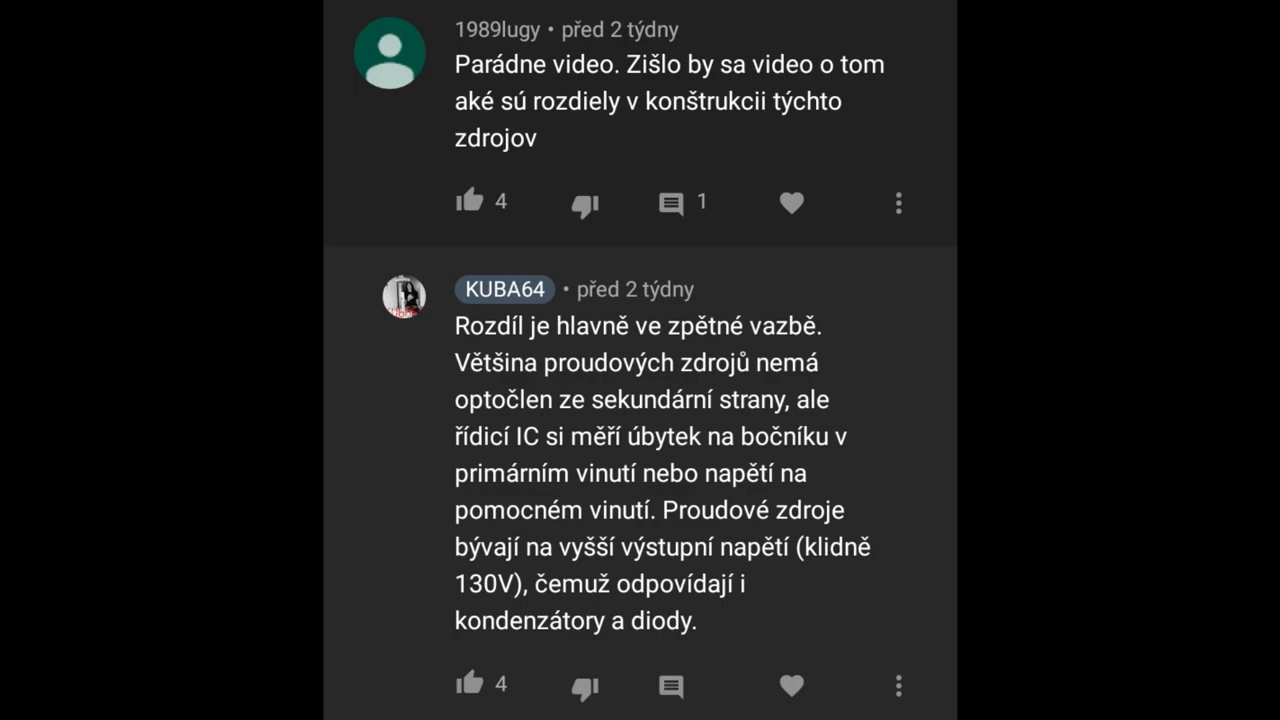 1989lugy • před 2 týdny
Parádne video. Zišlo by sa video o tom
aké sú rozdiely v konštrukcii týchto
zdrojov
4 1
KUBA64 • před 2 týdny
Rozdíl je hlavně ve zpětné vazbě.
Většina proudových zdrojů nemá
optočlen ze sekundární strany, ale
řídicí IC si měří úbytek na bočníku v
primárním vinutí nebo napětí na
pomocném vinutí. Proudové zdroje
bývají na vyšší výstupní napětí (klidně
130V), čemuž odpovídají i
kondenzátory a diody.
4